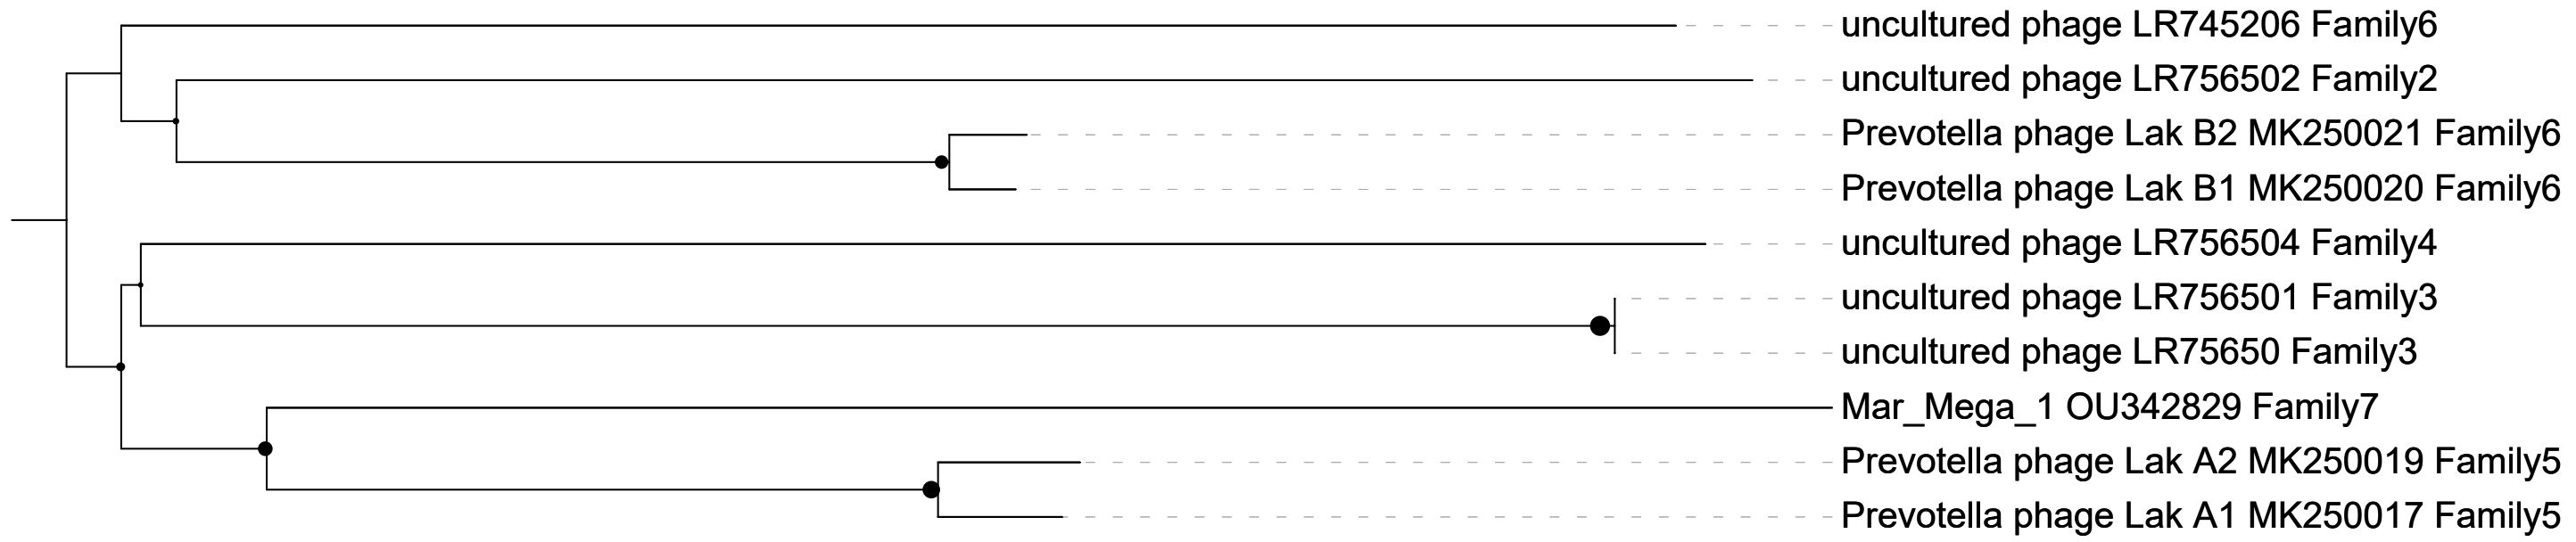 uncultured phage LR745206 Family6
uncultured phage LR756502 Family2
Prevotella phage Lak B2 MK250021 Family6
Prevotella phage Lak B1 MK250020 Family6
uncultured phage LR756504 Family4
uncultured phage LR756501 Family3
uncultured phage LR75650 Family3
Mar_Mega_1 OU342829 Family7
Prevotella phage Lak A2 MK250019 Family5
Prevotella phage Lak A1 MK250017 Family5